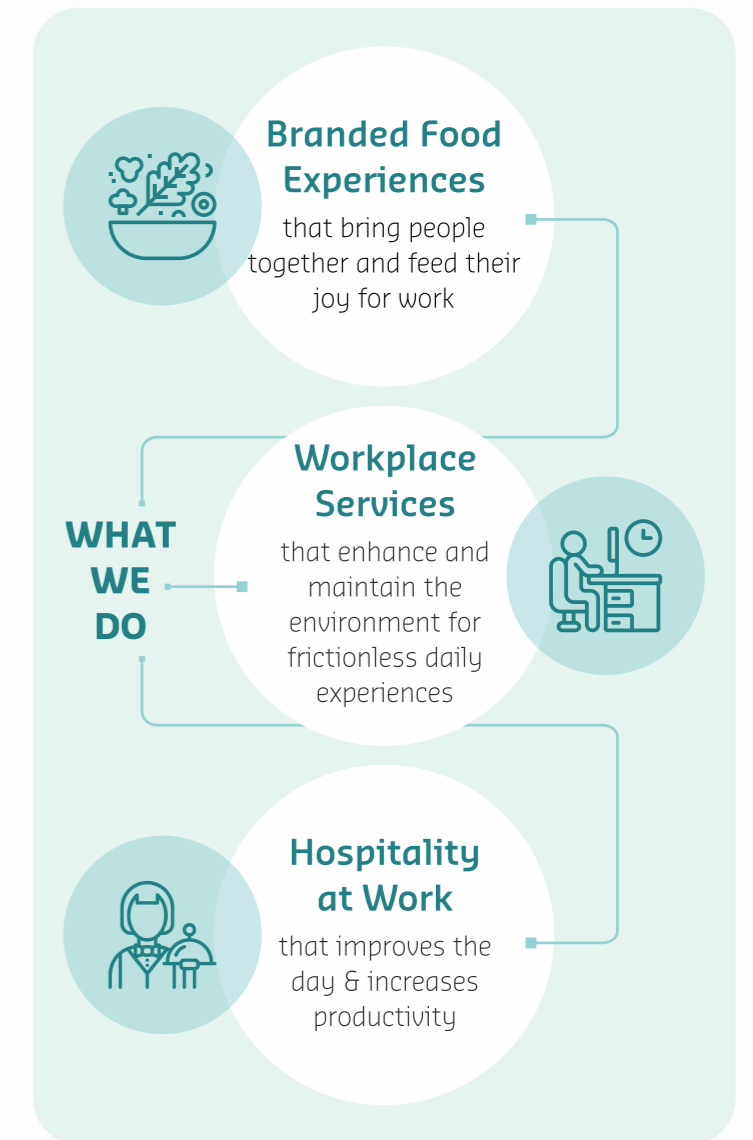 Branded Food
Experiences
that bring people
together and feed their
joy for work
WHAT
WE
DO
Workplace
Services
that enhance and
maintain the
environment for
frictionless daily
experiences
Hospitality
at Work
that improves the
day & increases
productivity